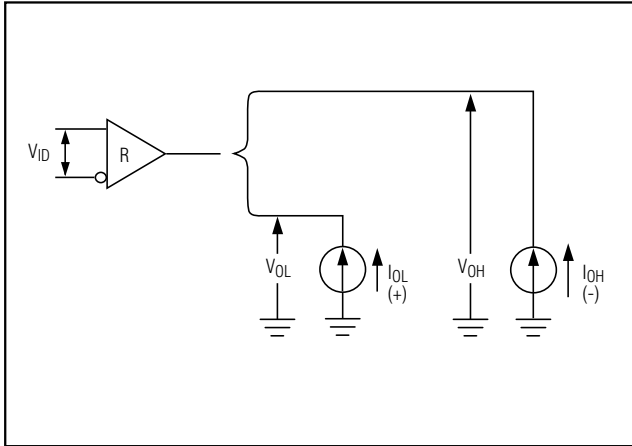 V_ID
R
V_OL
I_OL
(+)
V_OH
I_OH
(-)